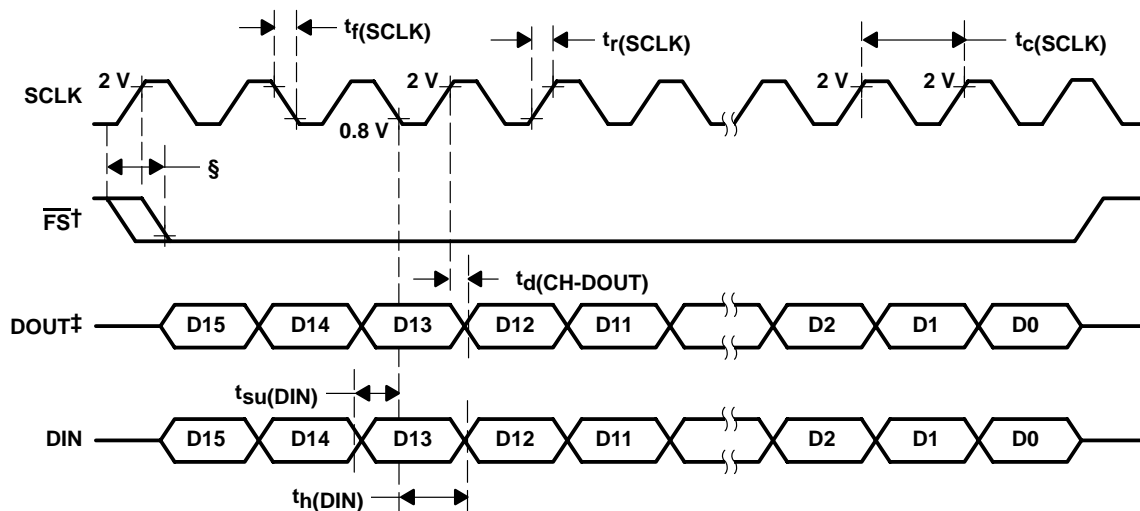 tf(SCLK)
tr(SCLK)
tc(SCLK)
SCLK
2 V
2 V
2 V
2 V
0.8 V
§
FS†
td(CH-DOUT)
DOUT‡
D15
D14
D13
D12
D11
D2
D1
D0
tsu(DIN)
DIN
D15
D14
D13
D12
D11
D2
D1
D0
th(DIN)